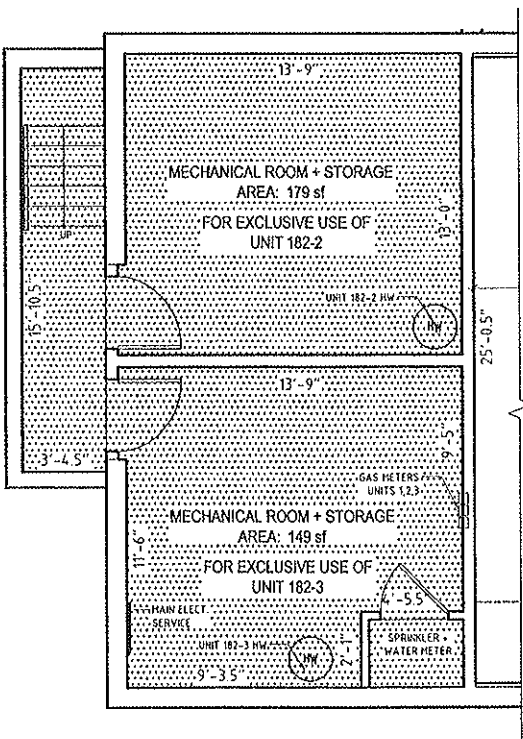 13'-9"
MECHANICAL ROOM + STORAGE
AREA: 179 sf
FOR EXCLUSIVE USE OF
UNIT 182-2
13'-0"
UP
15'-10.5"
UNIT 182-2 HW
HW
25'-0.5"
13'-9"
3'-4.5"
9'-5"
GAS METERS
UNITS 1,2,3
MECHANICAL ROOM + STORAGE
AREA: 149 sf
11'-6"
FOR EXCLUSIVE USE OF
UNIT 182-3
4'-5.5"
MAIN ELECT
SERVICE
SPRINKLER +
WATER METER
UNIT 182-3 HW
HW
2'-1"
9'-3.5"